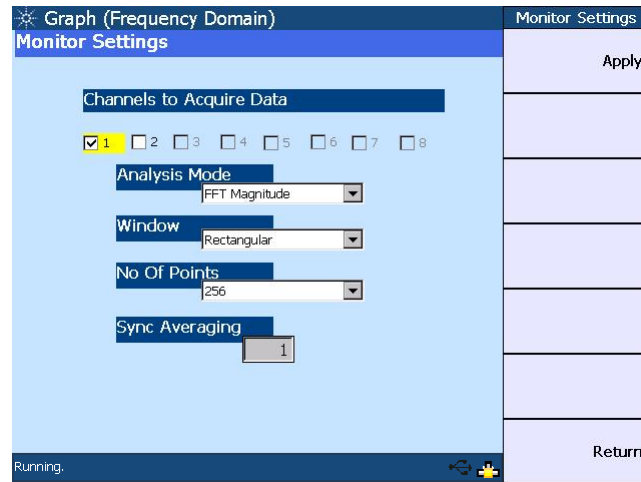 Graph (Frequency Domain)
Monitor Settings
Monitor Settings
Apply
Channels to Acquire Data
1 2 3 4 5 6 7 8
Analysis Mode
FFT Magnitude
Window
Rectangular
No Of Points
256
Sync Averaging
1
Return
Running.